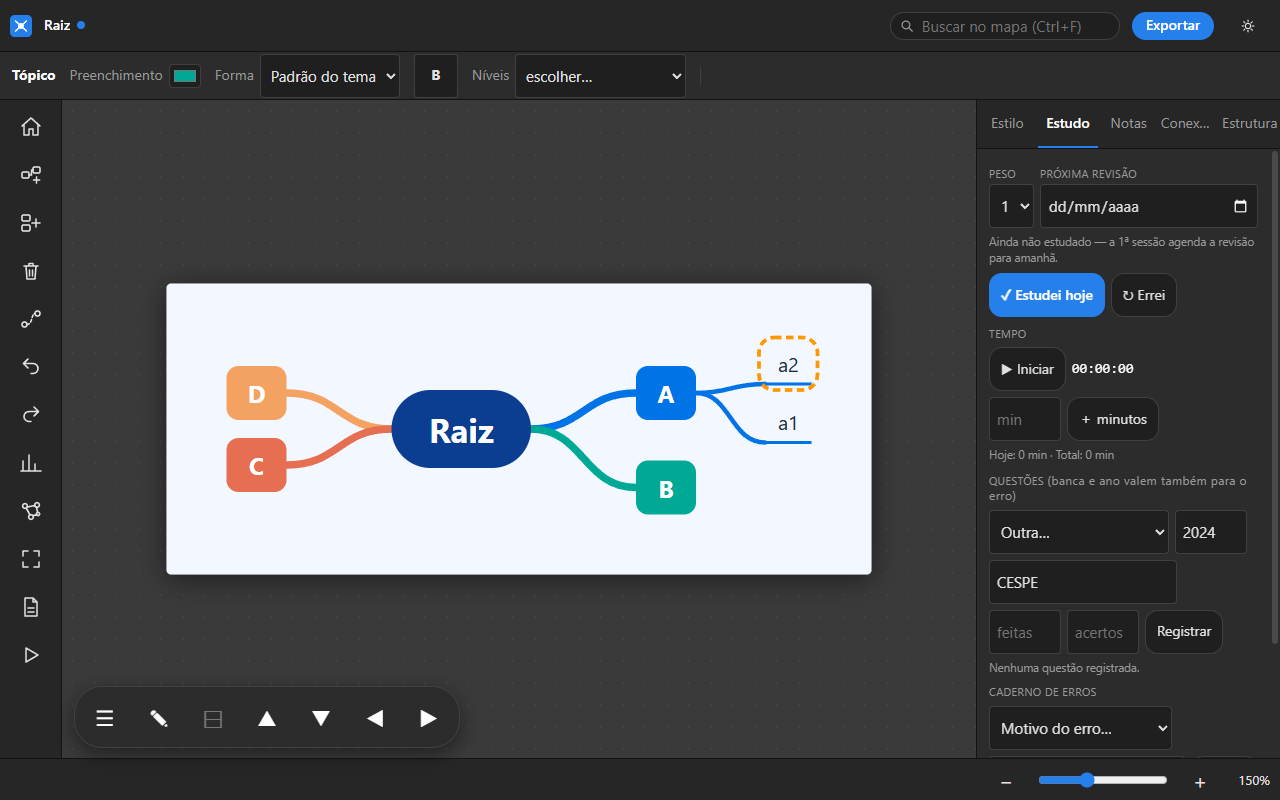 Raiz
Buscar no mapa (Ctrl+F)
Exportar
Tópico
Preenchimento
Forma
Padrão do tema
B
Níveis
escolher...
Estilo
Estudo
Notas
Conex...
Estrutura
PESO
PRÓXIMA REVISÃO
1
dd/mm/aaaa
Ainda não estudado — a 1ª sessão agenda a revisão
para amanhã.
✓ Estudei hoje
↻ Errei
TEMPO
▶ Iniciar
00:00:00
min
+ minutos
Hoje: 0 min · Total: 0 min
QUESTÕES (banca e ano valem também para o
erro)
Outra...
2024
CESPE
feitas
acertos
Registrar
Nenhuma questão registrada.
CADERNO DE ERROS
Motivo do erro...
D
C
Raiz
A
B
a2
a1
150%